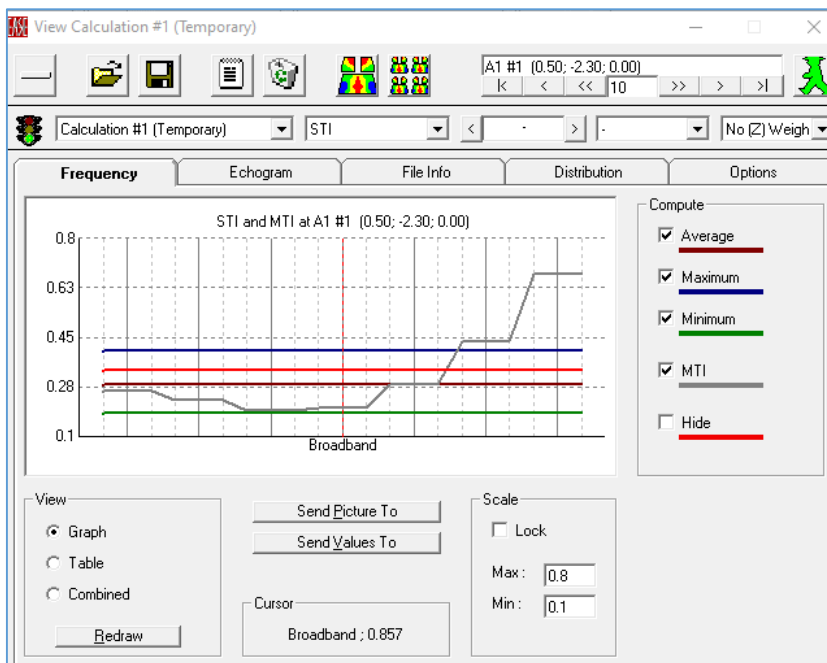 View Calculation #1 (Temporary)
A1 #1 (0.50; -2.30; 0.00)
|< < << 10 >> > >|
Calculation #1 (Temporary) STI < - > - No (Z) Weigh
Frequency Echogram File Info Distribution Options
STI and MTI at A1 #1 (0.50; -2.30; 0.00)
0.8
0.63
0.45
0.28
0.1
Broadband
Compute
Average
Maximum
Minimum
MTI
Hide
View
Graph
Table
Combined
Redraw
Send Picture To
Send Values To
Cursor
Broadband ; 0.857
Scale
Lock
Max : 0.8
Min : 0.1